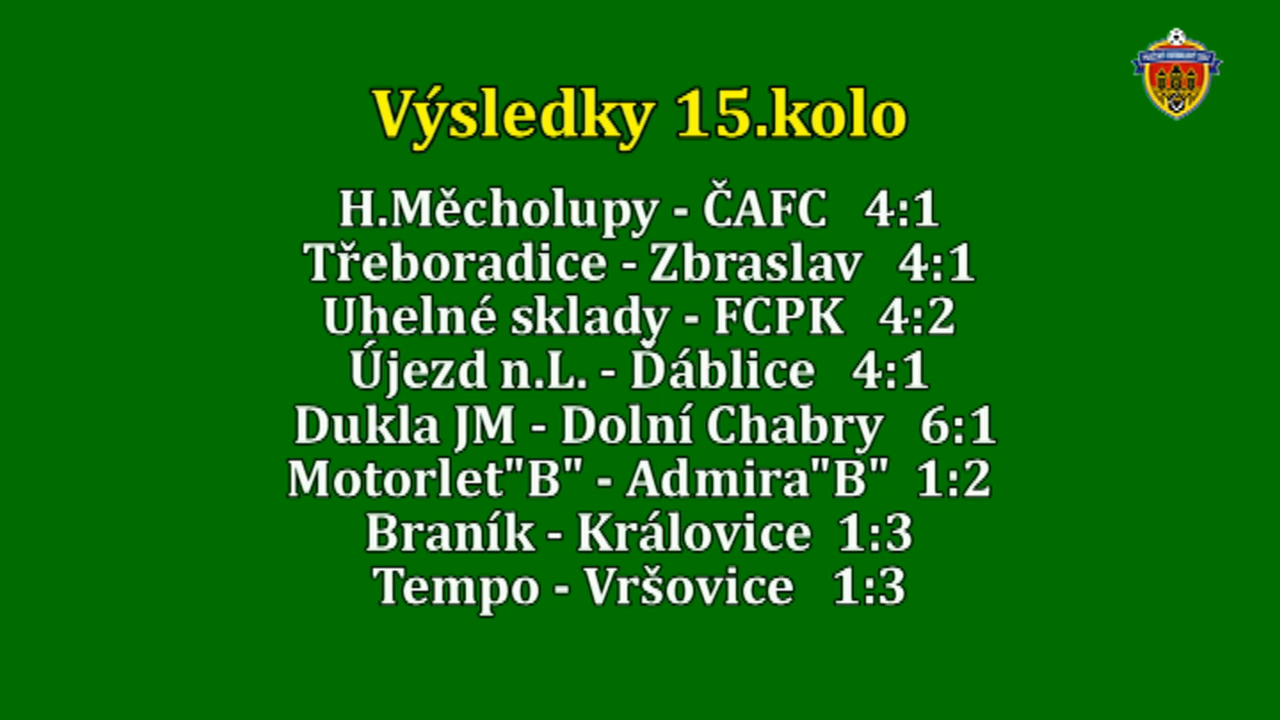 Výsledky 15.kolo
H.Měcholupy - ČAFC 4:1
Třeboradice - Zbraslav 4:1
Uhelné sklady - FCPK 4:2
Újezd n.L. - Ďáblice 4:1
Dukla JM - Dolní Chabry 6:1
Motorlet"B" - Admira"B" 1:2
Braník - Královice 1:3
Tempo - Vršovice 1:3